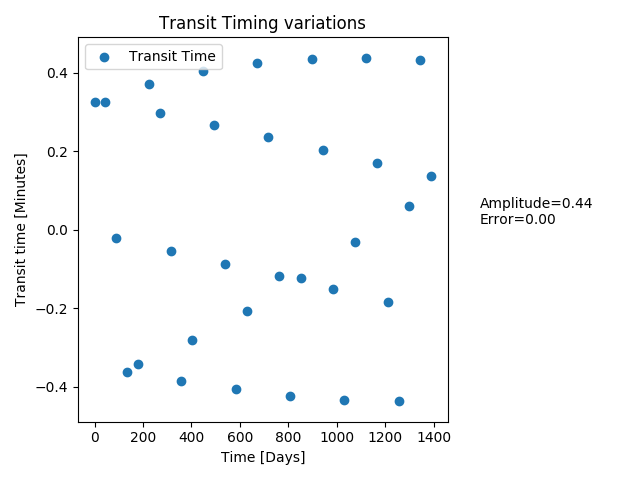 Transit Timing variations
Transit Time
0.4
0.2
0.0
−0.2
−0.4
Transit time [Minutes]
0
200
400
600
800
1000
1200
1400
Time [Days]
Amplitude=0.44
Error=0.00